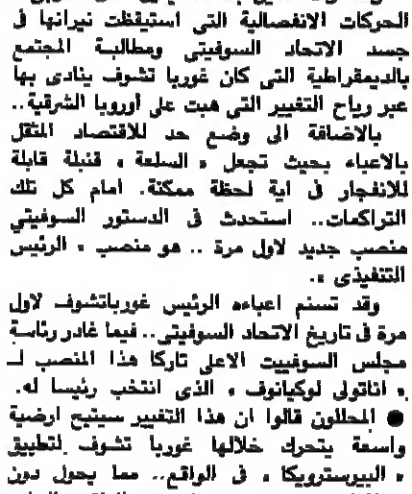 الحركات الانفصالية التى استيقظت نيرانها فى
جسد الاتحاد السوفيتى ومطالبة المجتمع
بالديمقراطية التى كان غوربا تشوف ينادى بها
عبر رياح التغيير التى هبت على أوروبا الشرقية..
بالاضافة الى وضع حد للاقتصاد المثقل
بالاعباء بحيث تجعل « السلعة » قنبلة قابلة
للانفجار فى اية لحظة ممكنة. أمام كل تلك
التراكمات.. استحدث فى الدستور السوفيتي
منصب جديد لاول مرة .. هو منصب « الرئيس
التنفيذى ».
وقد تسنم اعباءه الرئيس غورباتشوف لاول
مرة فى تاريخ الاتحاد السوفيتى.. فيما غادر رئاسة
مجلس السوفييت الاعلى تاركا هذا المنصب لـ
« اناتولى لوكيانوف » الذى انتخب رئيسا له.
● المحللون قالوا ان هذا التغيير سيتيح ارضية
واسعة يتحرك خلالها غوربا تشوف لتطبيق
« البيرسترويكا » فى الواقع.. مما يحول دون